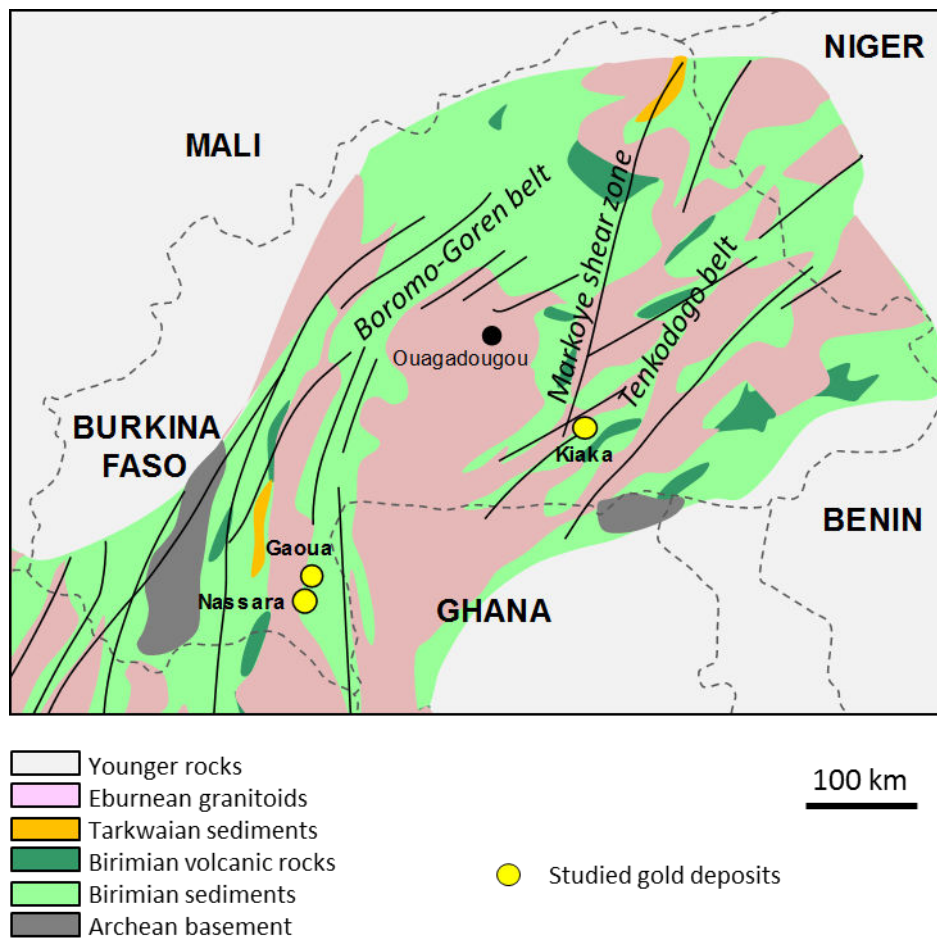 NIGER
MALI
Boromo-Goren belt
Markoye shear zone
Tenkodogo belt
Ouagadougou
BURKINA
FASO
Kiaka
BENIN
Gaoua
Nassara
GHANA
Younger rocks
Eburnean granitoids
Tarkwaian sediments
Birimian volcanic rocks
Birimian sediments
Archean basement
100 km
Studied gold deposits